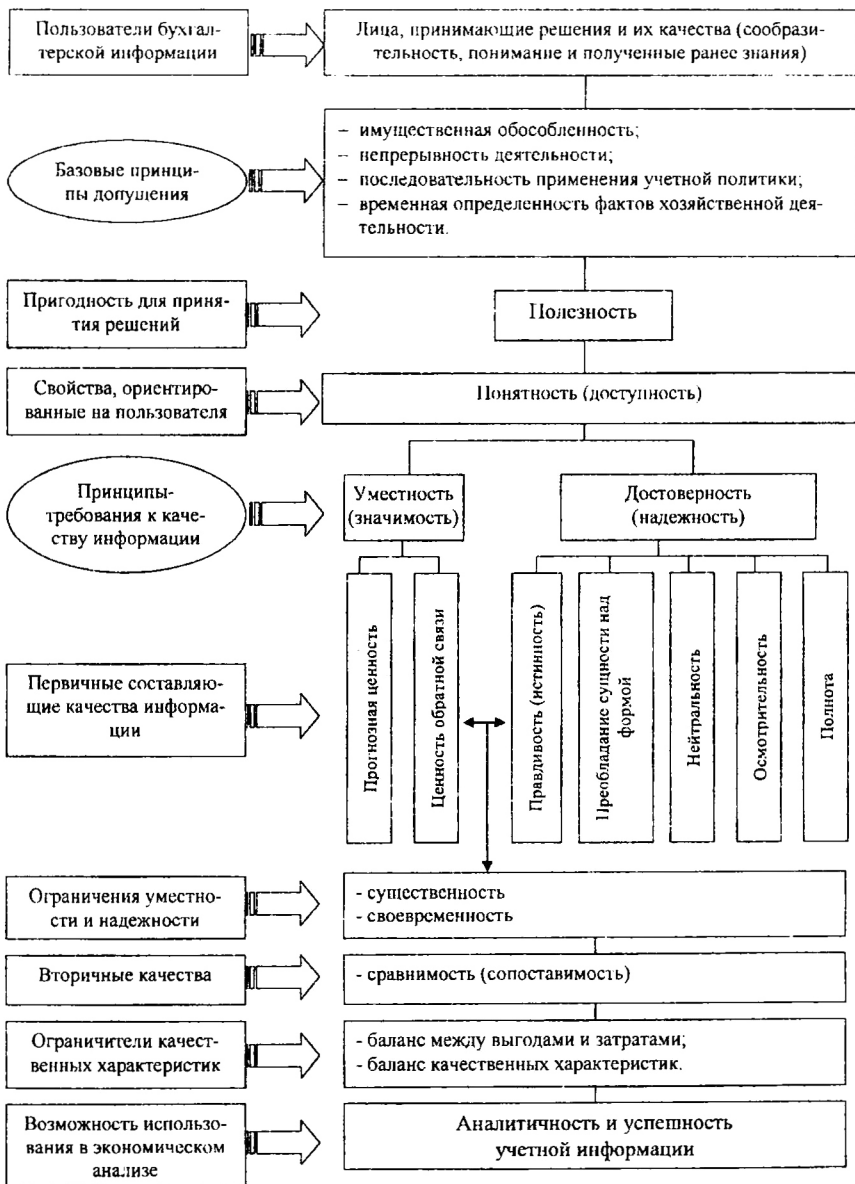 Пользователи бухгал-
терской информации
Лица, принимающие решения и их качества (сообрази-
тельность, понимание и полученные ранее знания)
Базовые принци-
пы допущения
– имущественная обособленность;
– непрерывность деятельности;
– последовательность применения учетной политики;
– временная определенность фактов хозяйственной дея-
тельности.
Пригодность для приня-
тия решений
Полезность
Свойства, ориентиро-
ванные на пользователя
Понятность (доступность)
Принципы-
требования к каче-
ству информации
Уместность
(значимость)
Достоверность
(надежность)
Первичные составляю-
щие качества информа-
ции
Прогнозная ценность
Ценность обратной связи
Правдивость (истинность)
Преобладание сущности над
формой
Нейтральность
Осмотрительность
Полнота
Ограничения уместно-
сти и надежности
- существенность
- своевременность
Вторичные качества
- сравнимость (сопоставимость)
Ограничители качест-
венных характеристик
- баланс между выгодами и затратами;
- баланс качественных характеристик.
Возможность использо-
вания в экономическом
анализе
Аналитичность и успешность
учетной информации